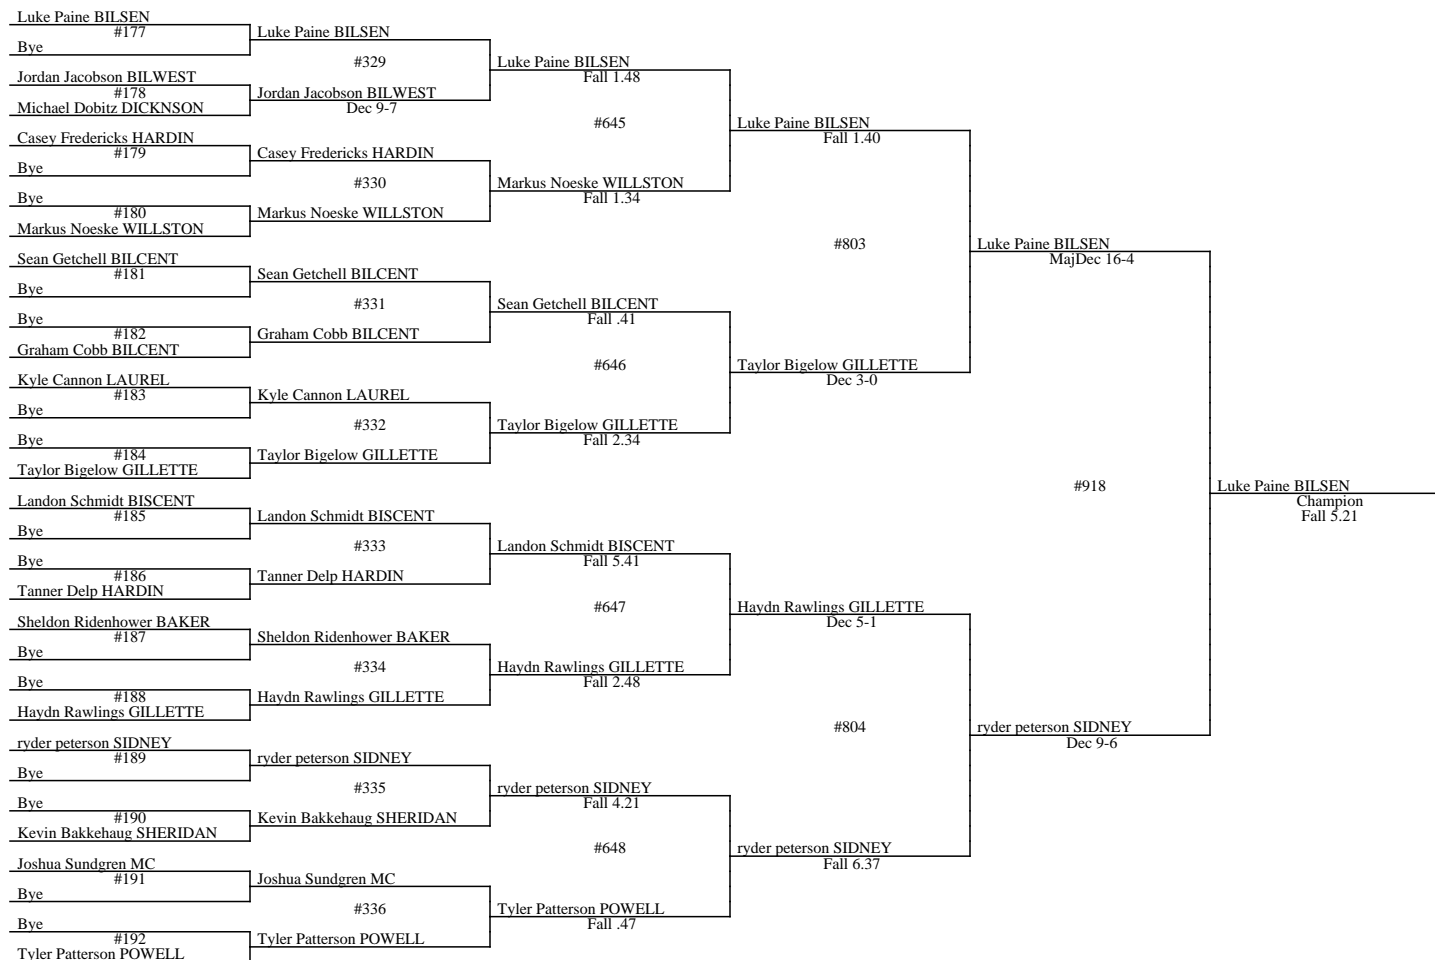 Luke Paine BILSEN
#177
Bye
Luke Paine BILSEN
#329
Jordan Jacobson BILWEST
#178
Michael Dobitz DICKNSON
Jordan Jacobson BILWEST
Dec 9-7
Luke Paine BILSEN
Fall 1.48
#645
Casey Fredericks HARDIN
#179
Bye
Casey Fredericks HARDIN
#330
Bye
#180
Markus Noeske WILLSTON
Markus Noeske WILLSTON
Markus Noeske WILLSTON
Fall 1.34
Luke Paine BILSEN
Fall 1.40
#803
Sean Getchell BILCENT
#181
Bye
Sean Getchell BILCENT
#331
Bye
#182
Graham Cobb BILCENT
Graham Cobb BILCENT
Sean Getchell BILCENT
Fall .41
#646
Kyle Cannon LAUREL
#183
Bye
Kyle Cannon LAUREL
#332
Bye
#184
Taylor Bigelow GILLETTE
Taylor Bigelow GILLETTE
Taylor Bigelow GILLETTE
Fall 2.34
Taylor Bigelow GILLETTE
Dec 3-0
Luke Paine BILSEN
MajDec 16-4
#918
Luke Paine BILSEN
Champion
Fall 5.21
Landon Schmidt BISCENT
#185
Bye
Landon Schmidt BISCENT
#333
Bye
#186
Tanner Delp HARDIN
Tanner Delp HARDIN
Landon Schmidt BISCENT
Fall 5.41
#647
Sheldon Ridenhower BAKER
#187
Bye
Sheldon Ridenhower BAKER
#334
Bye
#188
Haydn Rawlings GILLETTE
Haydn Rawlings GILLETTE
Haydn Rawlings GILLETTE
Fall 2.48
Haydn Rawlings GILLETTE
Dec 5-1
#804
ryder peterson SIDNEY
#189
Bye
ryder peterson SIDNEY
#335
Bye
#190
Kevin Bakkehaug SHERIDAN
Kevin Bakkehaug SHERIDAN
ryder peterson SIDNEY
Fall 4.21
#648
Joshua Sundgren MC
#191
Bye
Joshua Sundgren MC
#336
Bye
#192
Tyler Patterson POWELL
Tyler Patterson POWELL
Tyler Patterson POWELL
Fall .47
ryder peterson SIDNEY
Fall 6.37
ryder peterson SIDNEY
Dec 9-6